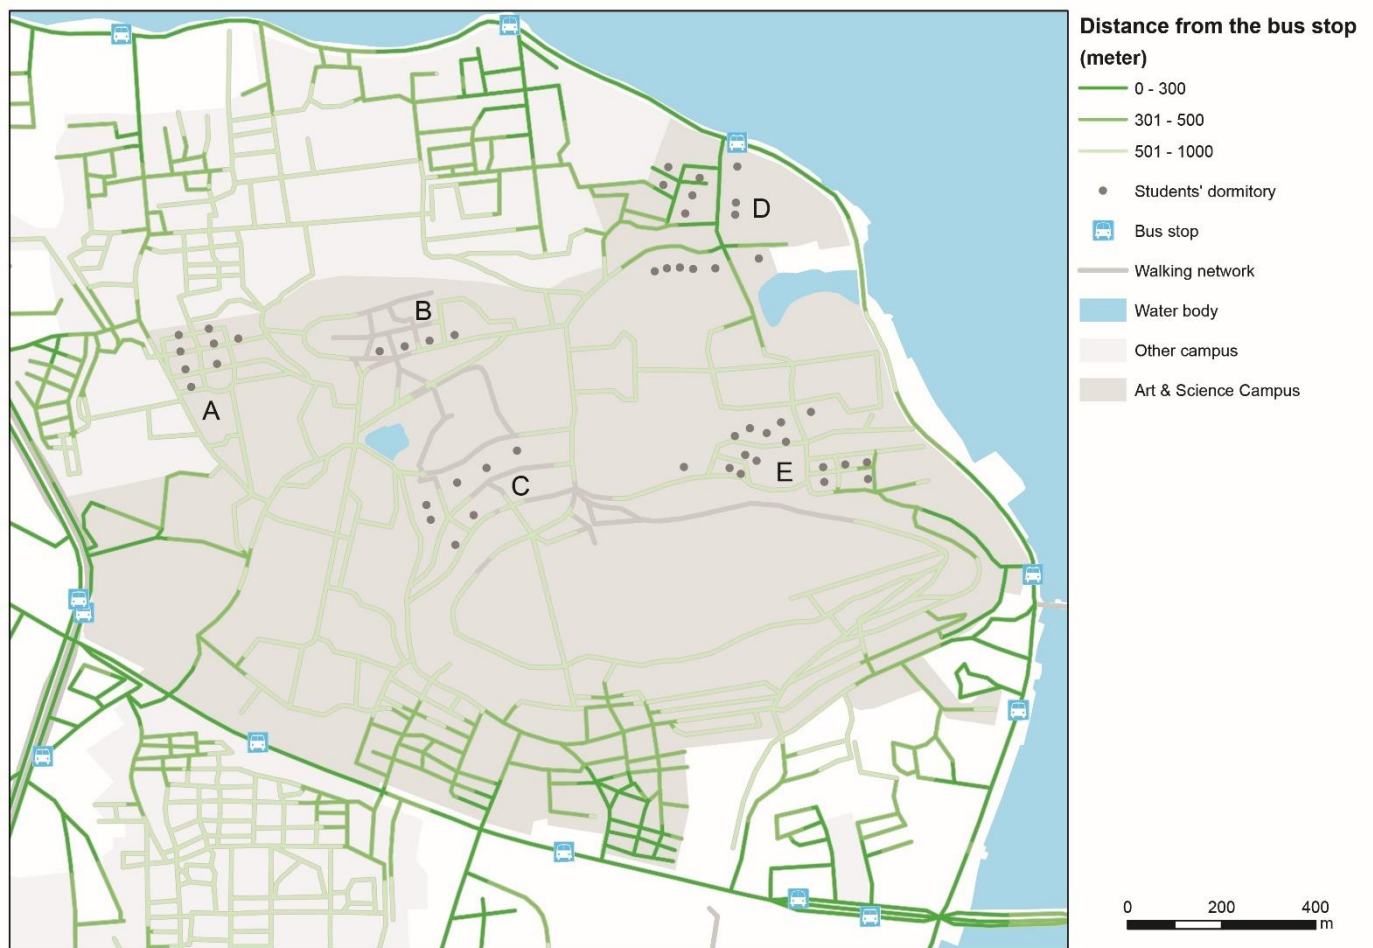 Distance from the bus stop
(meter)
0 - 300
301 - 500
501 - 1000
Students' dormitory
Bus stop
Walking network
Water body
Other campus
Art & Science Campus
D
B
A
E
C
0 200 400
m